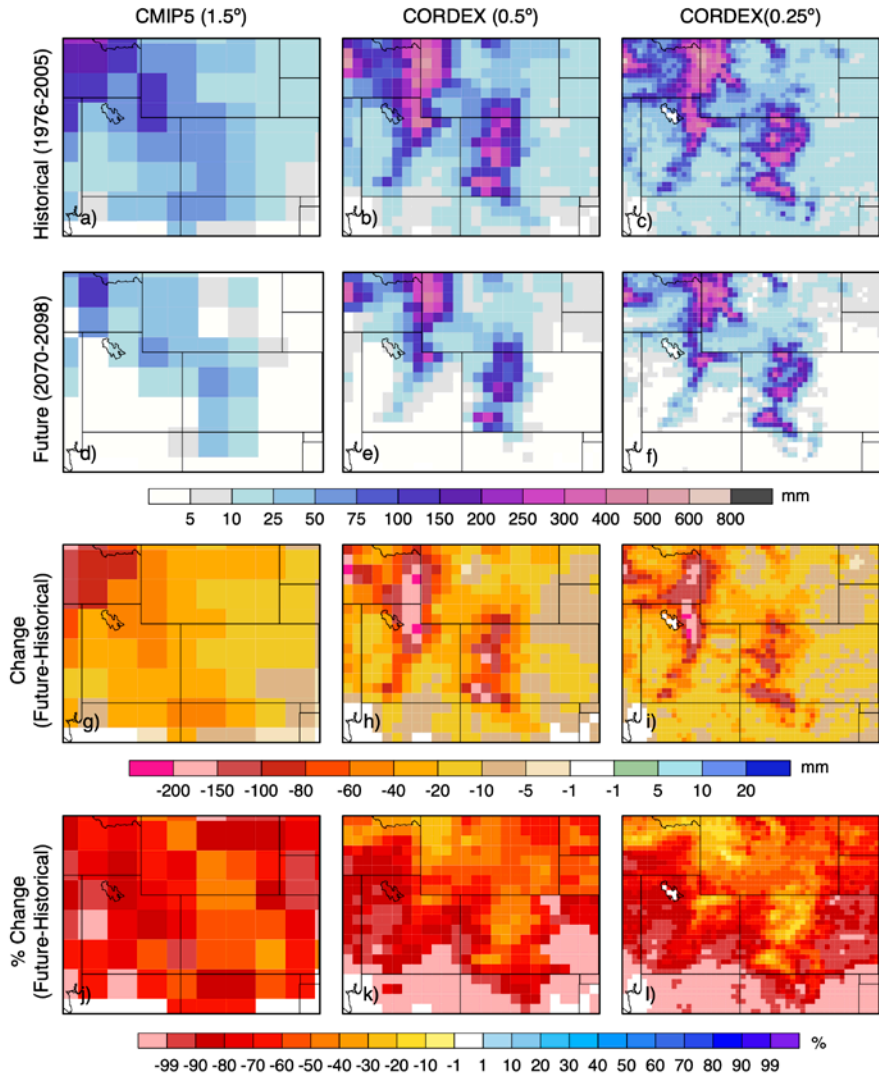 CMIP5 (1.5º) CORDEX (0.5º) CORDEX(0.25º)
Historical (1976-2005)
a) b) c)
Future (2070-2098)
d) e) f)
mm
5 10 25 50 75 100 150 200 250 300 400 500 600 800
Change
(Future-Historical)
g) h) i)
mm
-200 -150 -100 -80 -60 -40 -20 -10 -5 -1 -1 5 10 20
% Change
(Future-Historical)
j) k) l)
%
-99 -90 -80 -70 -60 -50 -40 -30 -20 -10 -1 1 10 20 30 40 50 60 70 80 90 99